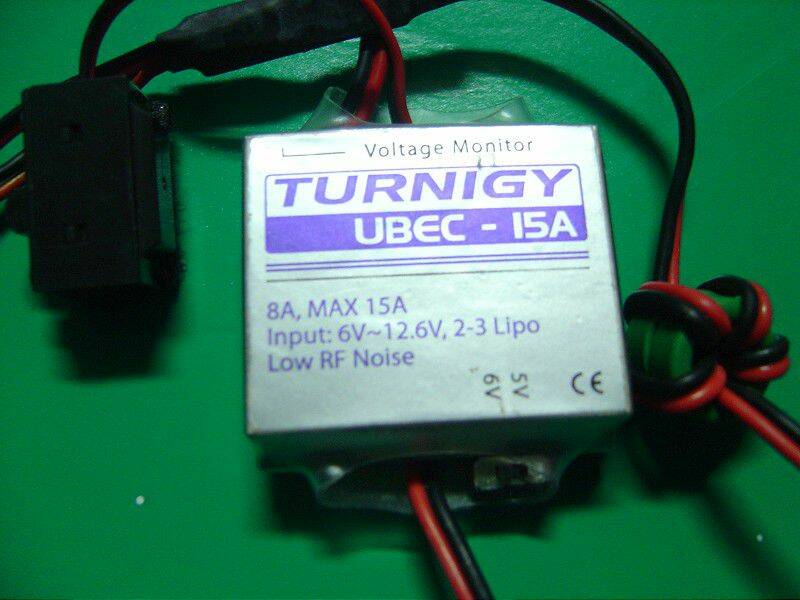 Voltage Monitor
TURNIGY
UBEC - 15A
8A, MAX 15A
Input: 6V~12.6V, 2-3 Lipo
Low RF Noise
5V
6V
CE